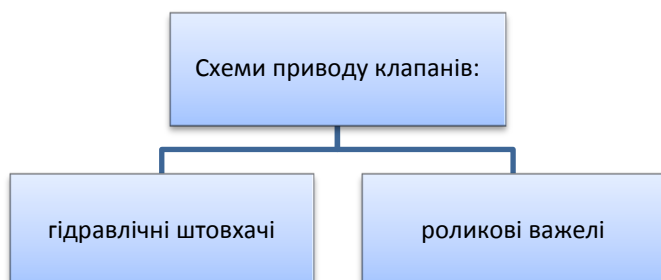 Схеми приводу клапанів:
гідравлічні штовхачі
роликові важелі